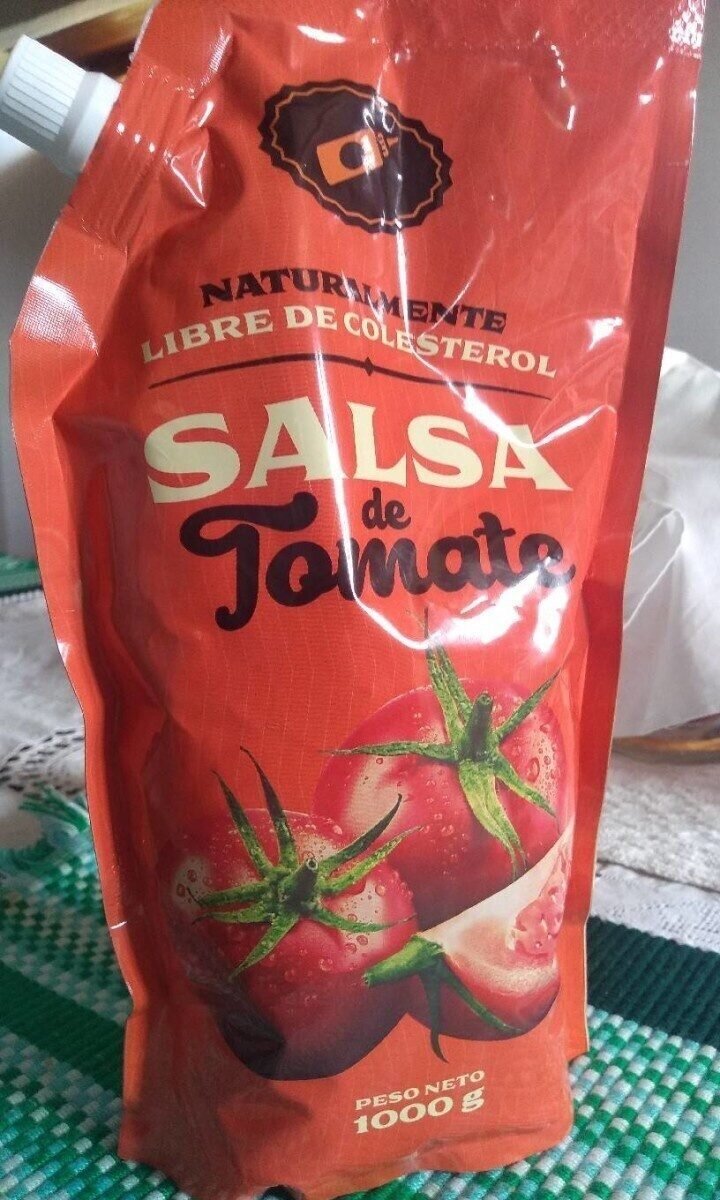 NATURALMENTE
LIBRE DE COLESTEROL
SALSA
de
Tomate
PESO NETO
1000 g